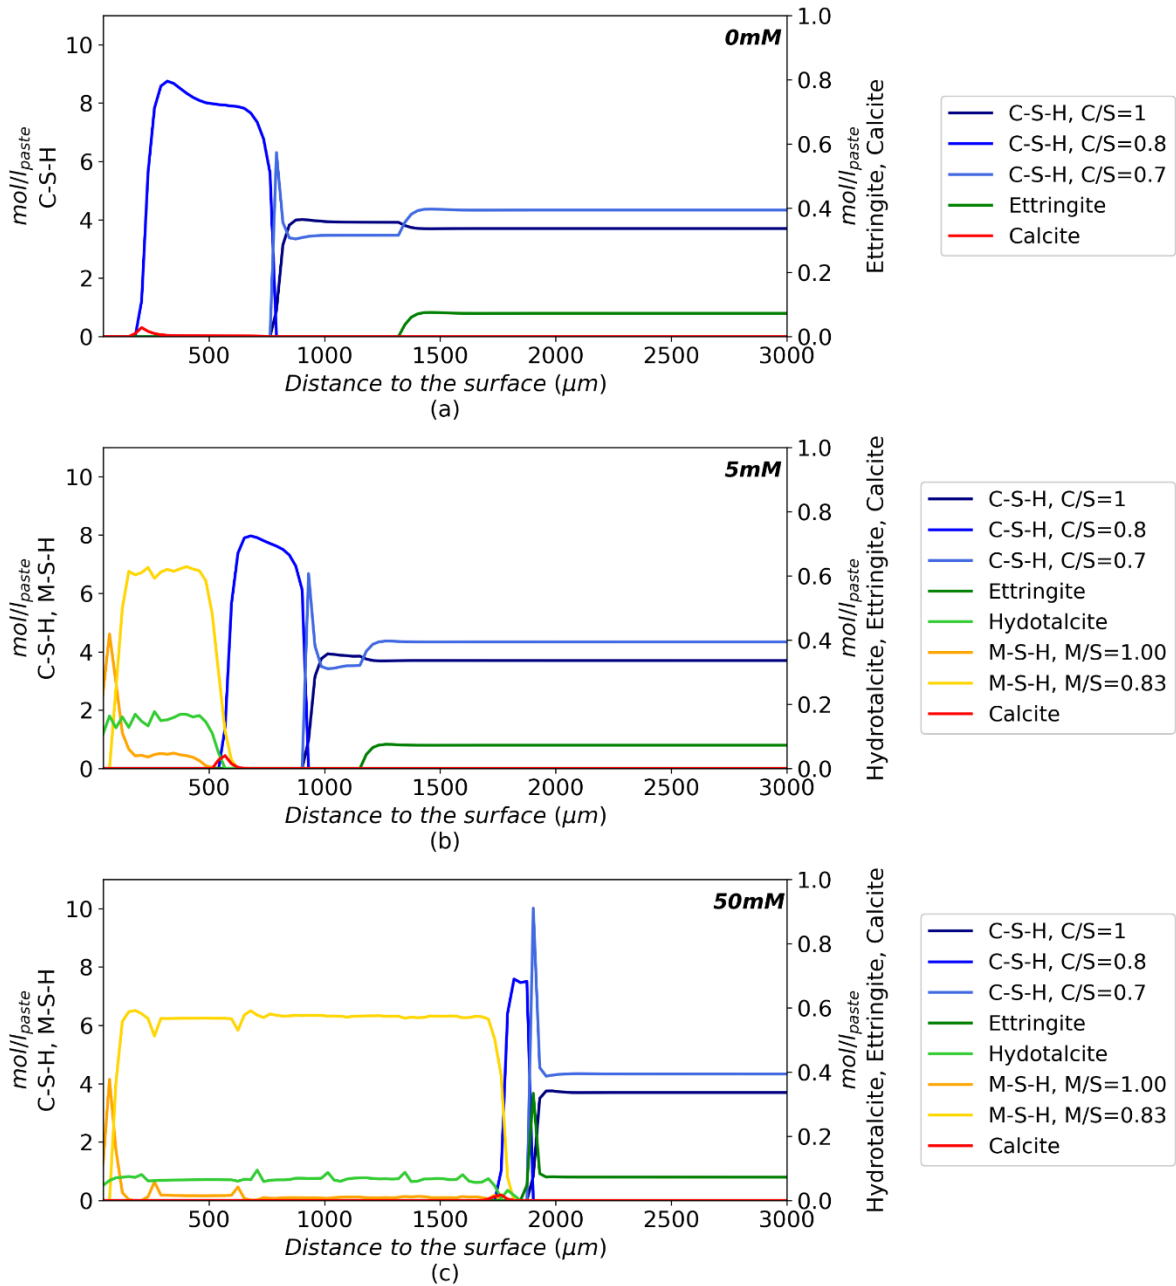 0mM
10
8
6
4
2
0
mol/l_paste
C-S-H
1.0
0.8
0.6
0.4
0.2
0.0
mol/l_paste
Ettringite, Calcite
500 1000 1500 2000 2500 3000
Distance to the surface (μm)
(a)
C-S-H, C/S=1
C-S-H, C/S=0.8
C-S-H, C/S=0.7
Ettringite
Calcite
5mM
10
8
6
4
2
0
mol/l_paste
C-S-H, M-S-H
1.0
0.8
0.6
0.4
0.2
0.0
mol/l_paste
Hydrotalcite, Ettringite, Calcite
500 1000 1500 2000 2500 3000
Distance to the surface (μm)
(b)
C-S-H, C/S=1
C-S-H, C/S=0.8
C-S-H, C/S=0.7
Ettringite
Hydotalcite
M-S-H, M/S=1.00
M-S-H, M/S=0.83
Calcite
50mM
10
8
6
4
2
0
mol/l_paste
C-S-H, M-S-H
1.0
0.8
0.6
0.4
0.2
0.0
mol/l_paste
Hydrotalcite, Ettringite, Calcite
500 1000 1500 2000 2500 3000
Distance to the surface (μm)
(c)
C-S-H, C/S=1
C-S-H, C/S=0.8
C-S-H, C/S=0.7
Ettringite
Hydotalcite
M-S-H, M/S=1.00
M-S-H, M/S=0.83
Calcite